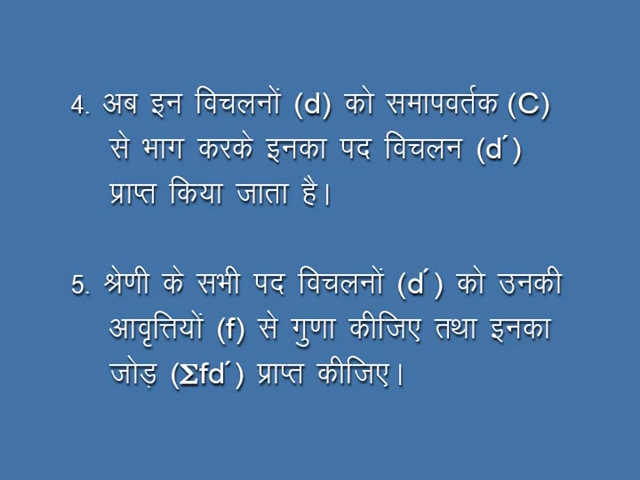 4. अब इन विचलनों (d) को समापवर्तक (C)
से भाग करके इनका पद विचलन (d´)
प्राप्त किया जाता है।
5. श्रेणी के सभी पद विचलनों (d´) को उनकी
आवृत्तियों (f) से गुणा कीजिए तथा इनका
जोड़ (Σfd´) प्राप्त कीजिए।